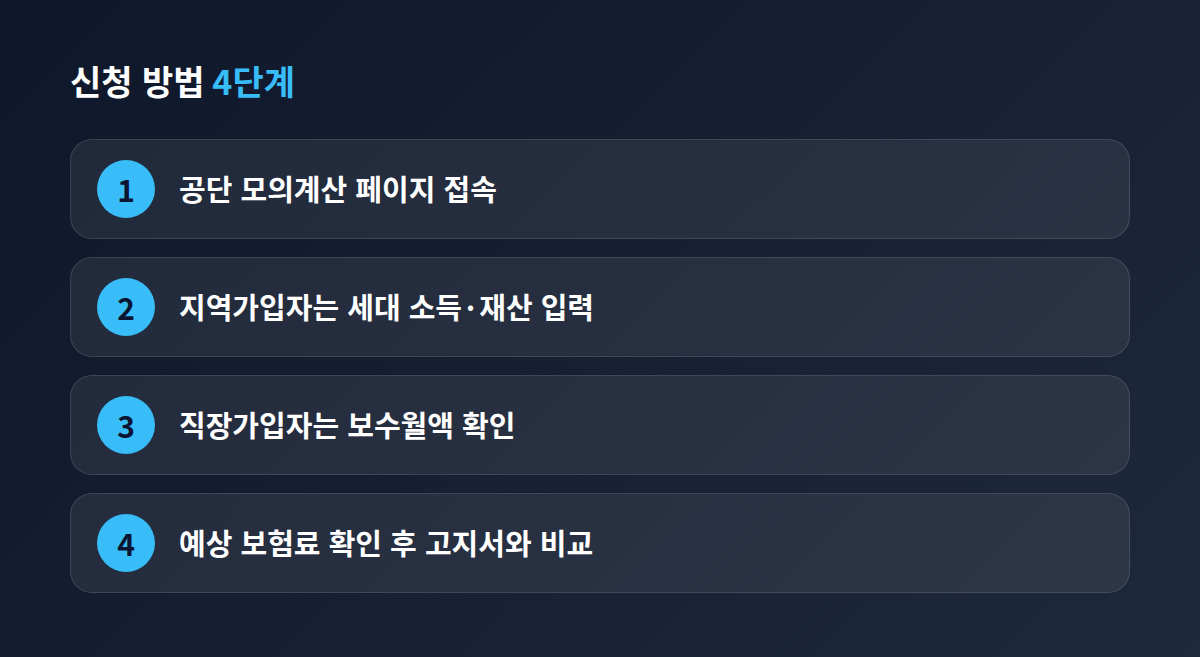 신청 방법 4단계
1 공단 모의계산 페이지 접속
2 지역가입자는 세대 소득·재산 입력
3 직장가입자는 보수월액 확인
4 예상 보험료 확인 후 고지서와 비교